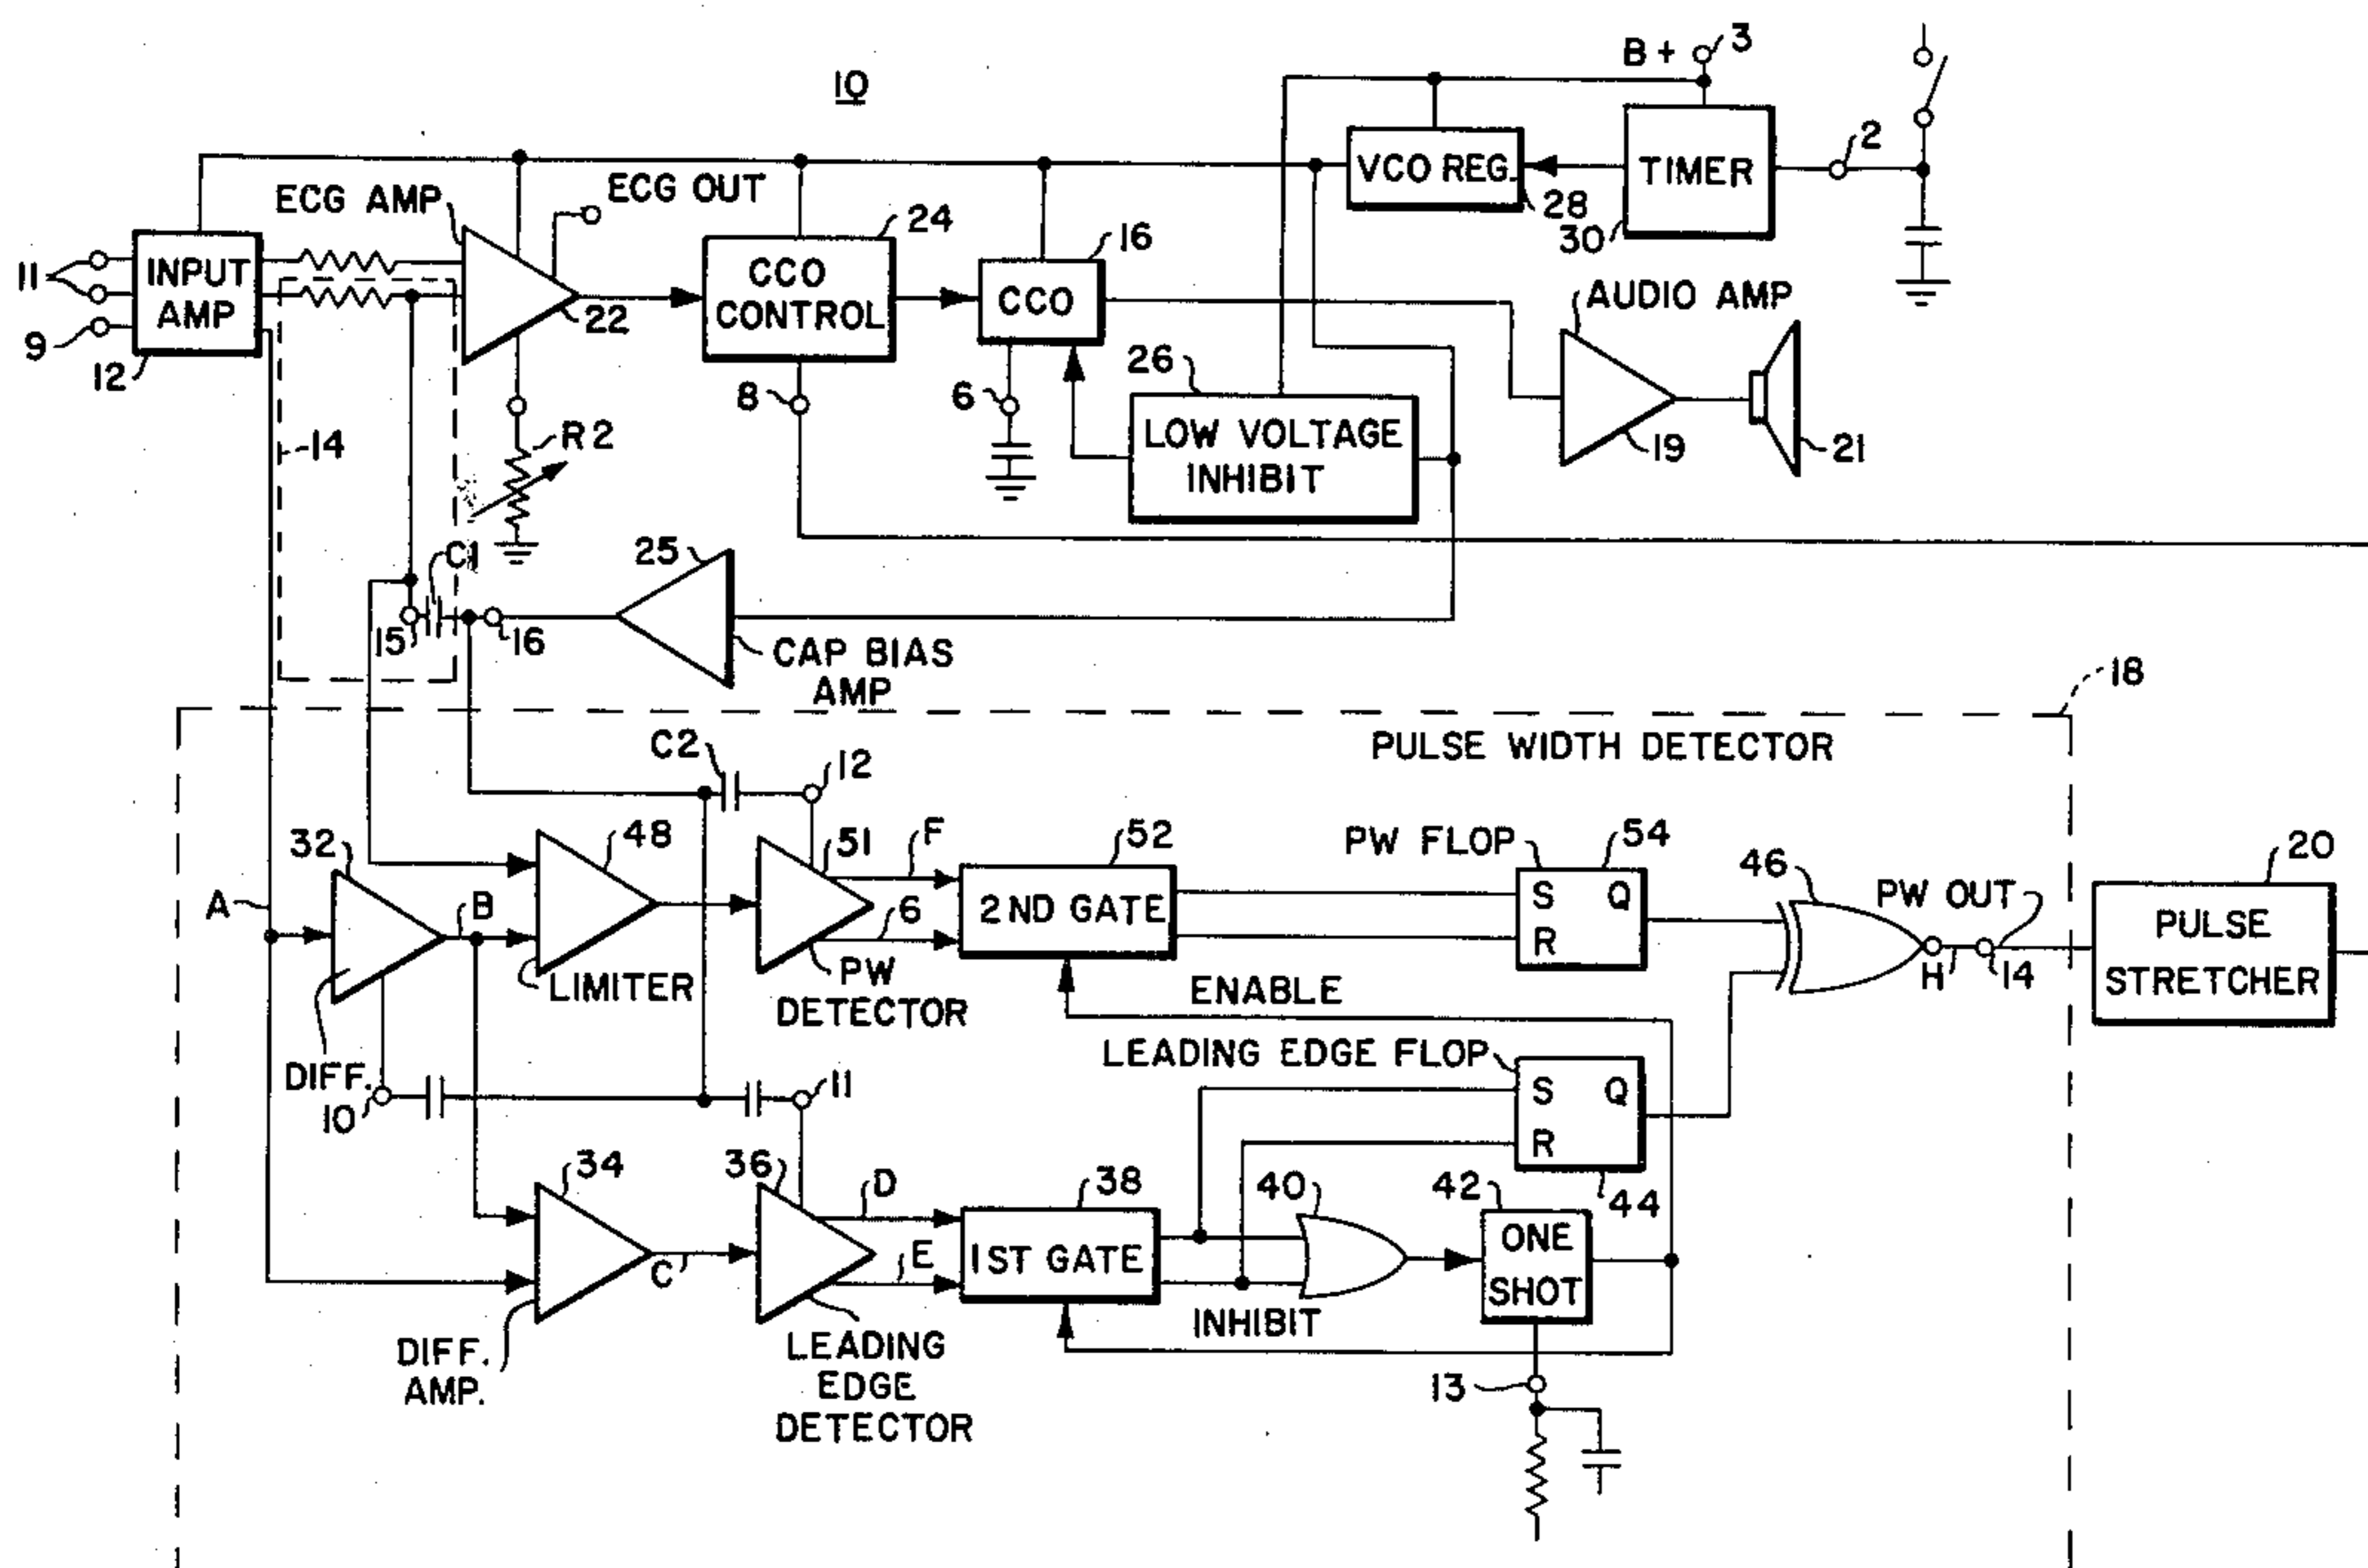 10
B+
3
2
VCO REG.
28
TIMER
30
ECG AMP
ECG OUT
24
16
11
INPUT
AMP
9
12
22
CCO
CONTROL
CCO
AUDIO AMP
14
R2
8
6
26
LOW VOLTAGE
INHIBIT
19
21
C1
25
15
16
CAP BIAS
AMP
18
PULSE WIDTH DETECTOR
C2
12
32
48
51
F
52
PW FLOP
54
46
PW OUT
20
A
B
6
2ND GATE
S
Q
R
H
14
PULSE
STRETCHER
LIMITER
PW
DETECTOR
ENABLE
DIFF.
10
11
LEADING EDGE FLOP
S
Q
R
44
34
36
D
38
40
42
C
E
1ST GATE
ONE
SHOT
INHIBIT
DIFF.
AMP.
LEADING
EDGE
DETECTOR
13